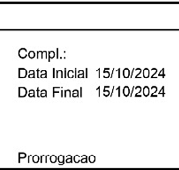 Compl.:
Data Inicial 15/10/2024
Data Final 15/10/2024
Prorrogacao